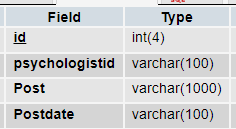 Field Type
id int(4)
psychologistid varchar(100)
Post varchar(1000)
Postdate varchar(100)